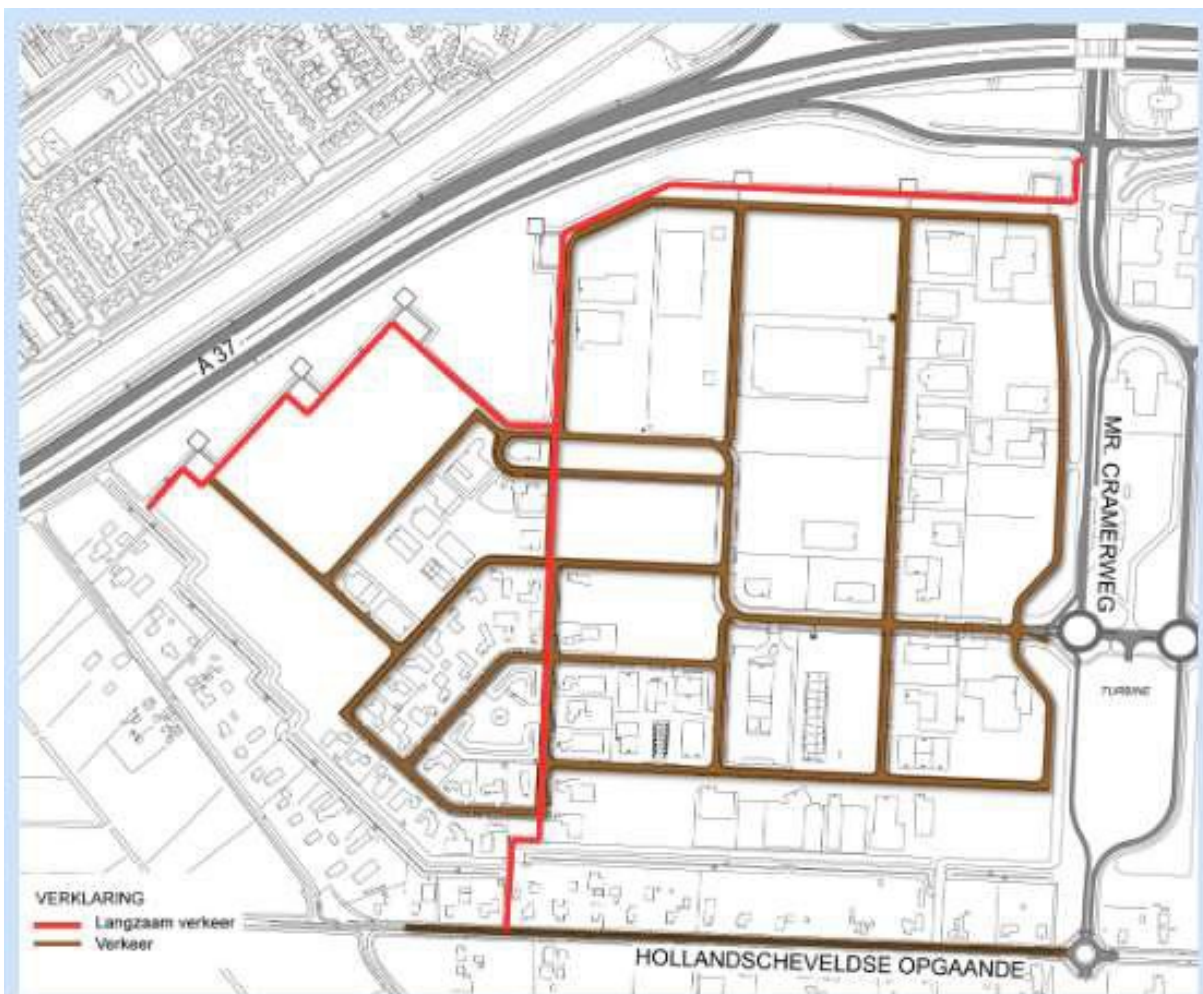 A 37
MR. CRAMERWEG
TURBINE
VERKLARING
Langzaam verkeer
Verkeer
HOLLANDSCHEVELDSE OPGAANDE